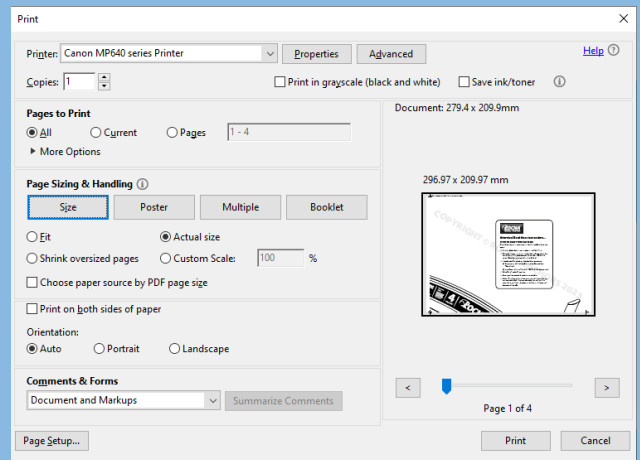 Print
Printer: Canon MP640 series Printer Properties Advanced Help
Copies: 1 Print in grayscale (black and white) Save ink/toner
Pages to Print
All Current Pages 1 - 4
More Options
Page Sizing & Handling
Size Poster Multiple Booklet
Fit Actual size
Shrink oversized pages Custom Scale: 100 %
Choose paper source by PDF page size
Print on both sides of paper
Orientation:
Auto Portrait Landscape
Comments & Forms
Document and Markups Summarize Comments
Page Setup...
Document: 279.4 x 209.9mm
296.97 x 209.97 mm
COPYRIGHT ©
2023
< >
Page 1 of 4
Print Cancel